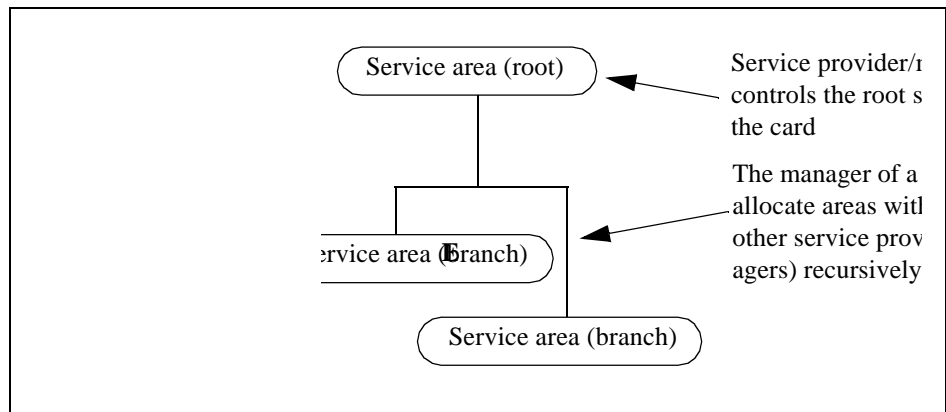 Service area (root)
Service provider/
controls the root s
the card
The manager of a
allocate areas with
other service prov
agers) recursively
ervice area (branch)
Service area (branch)